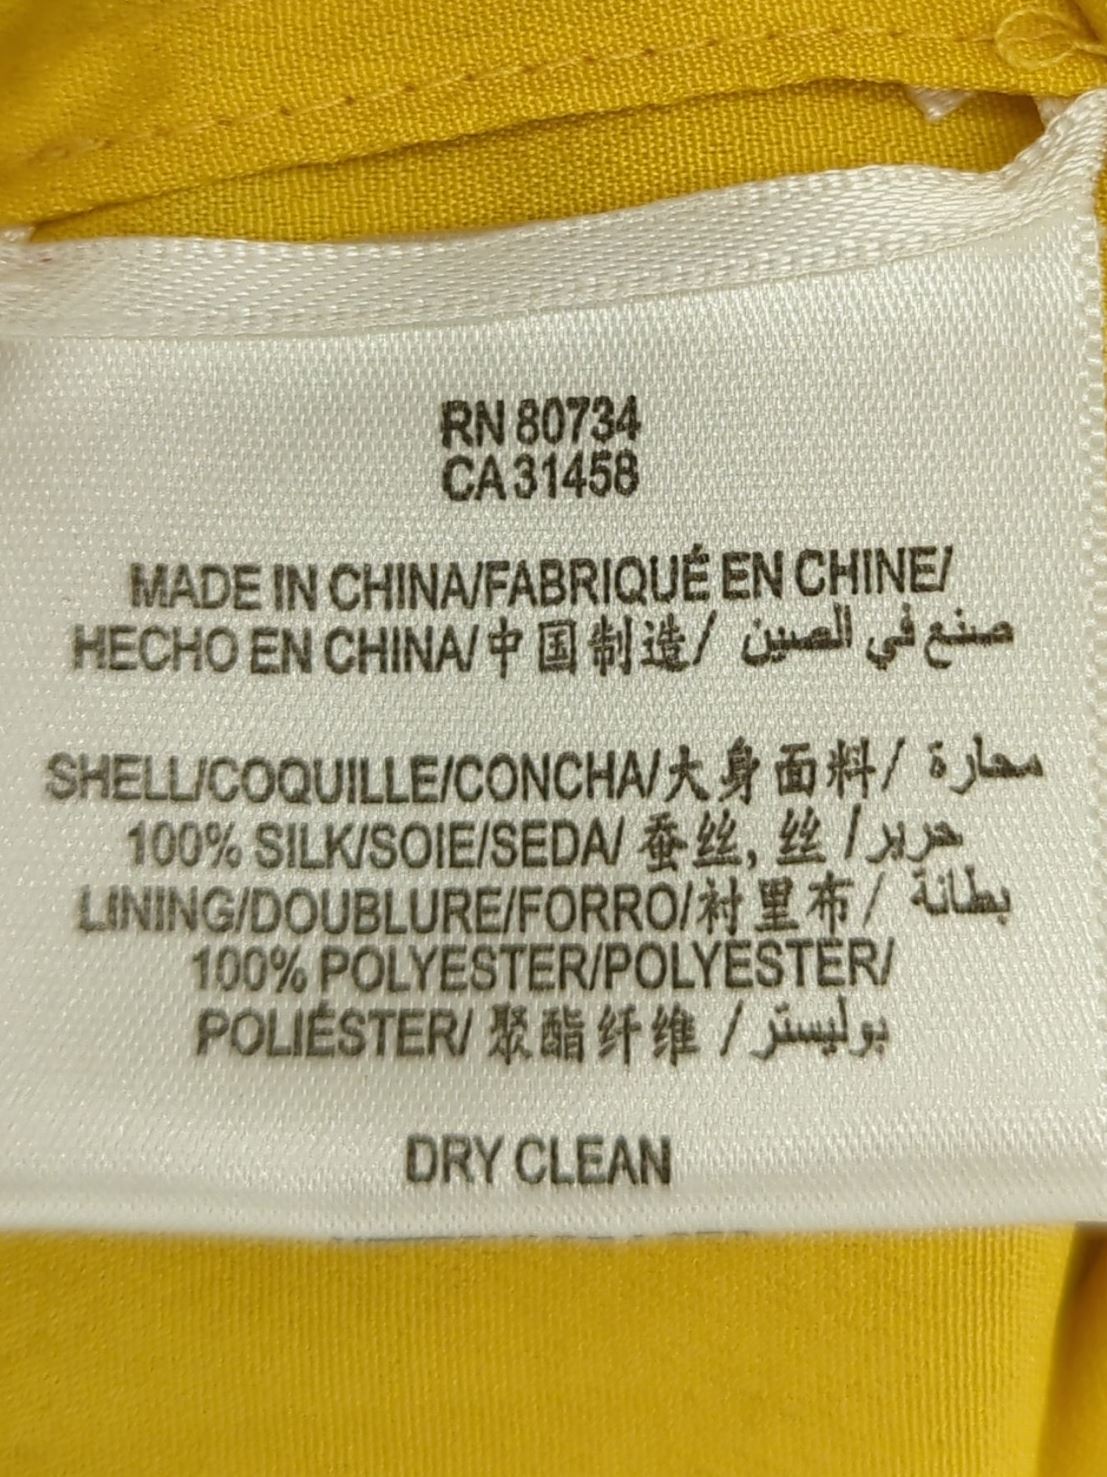 RN 80734
CA 31458
MADE IN CHINA/FABRIQUÉ EN CHINE/
HECHO EN CHINA/中国制造/ صنع في الصين
SHELL/COQUILLE/CONCHA/大身面料/ محارة
100% SILK/SOIE/SEDA/ 蚕丝, 丝 / حرير
LINING/DOUBLURE/FORRO/衬里布/ بطانة
100% POLYESTER/POLYESTER/
POLIÉSTER/ 聚酯纤维 / بوليستر
DRY CLEAN